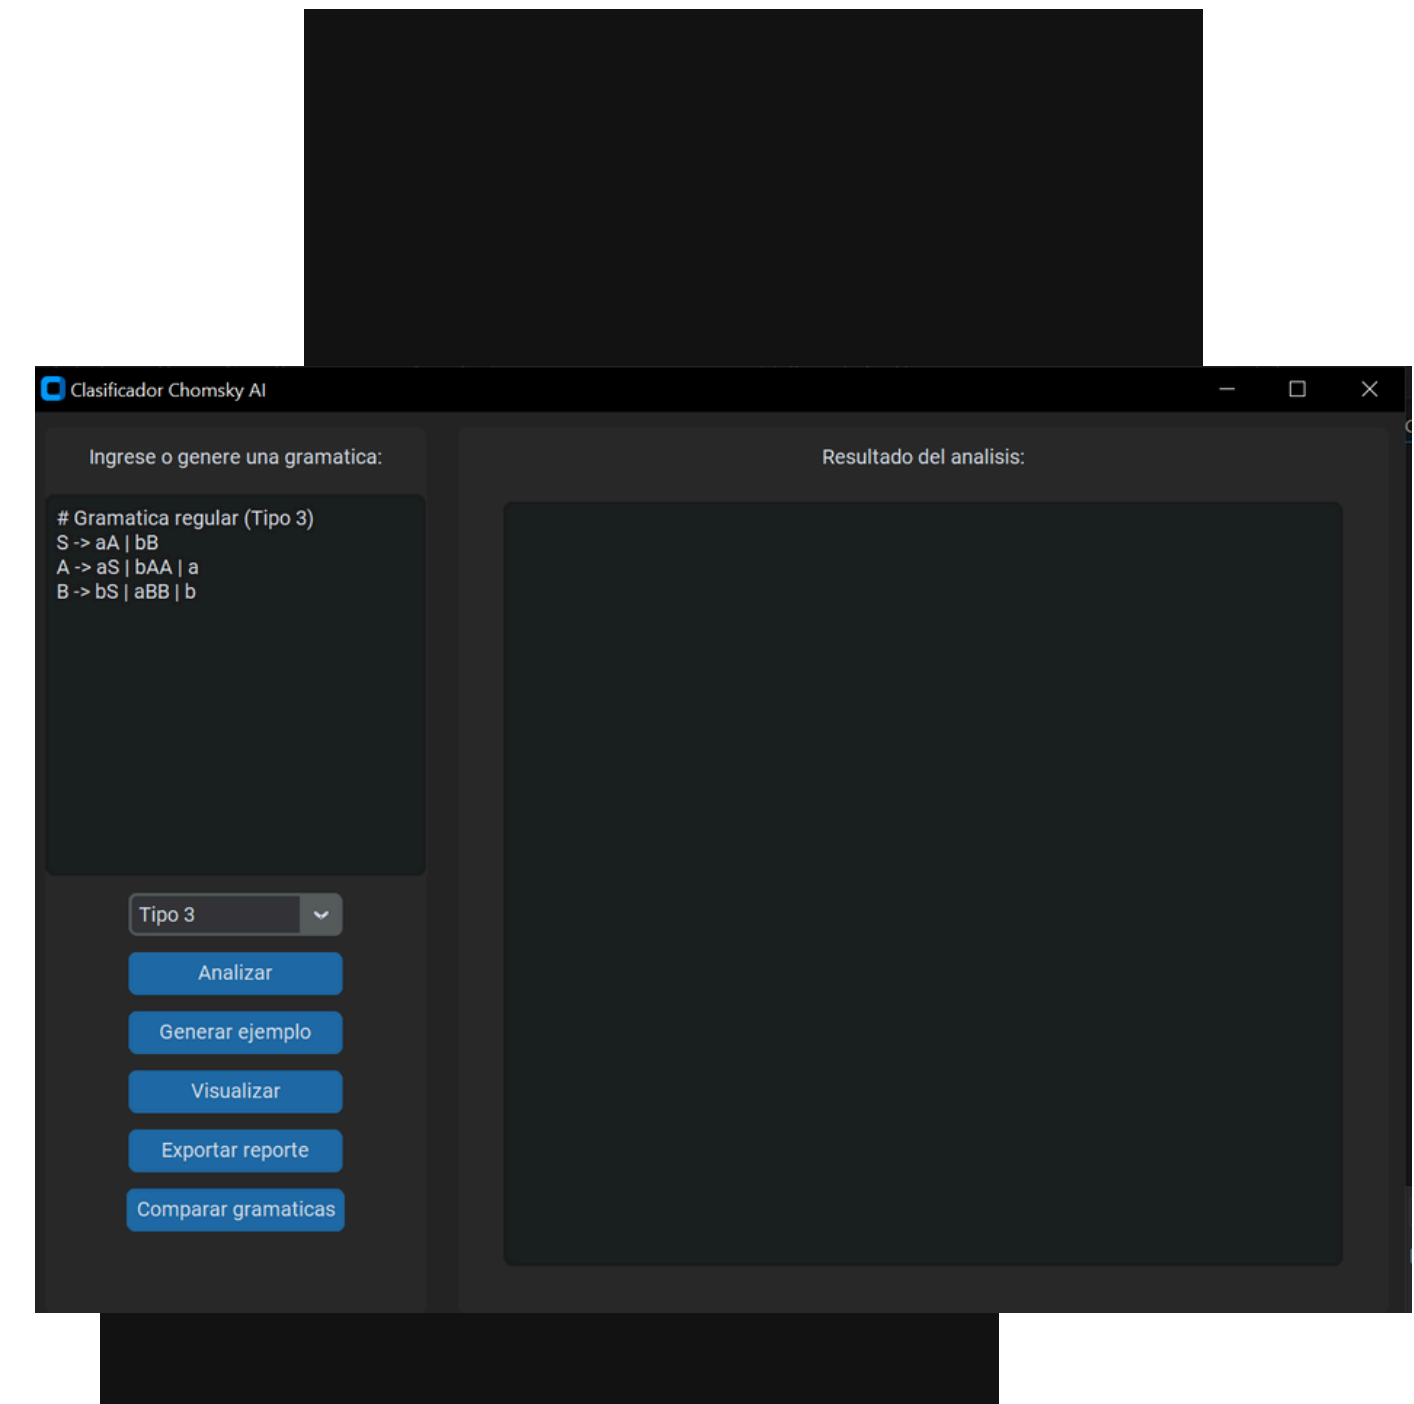 Clasificador Chomsky AI
Ingrese o genere una gramatica:
# Gramatica regular (Tipo 3)
S -> aA | bB
A -> aS | bAA | a
B -> bS | aBB | b
Tipo 3
Analizar
Generar ejemplo
Visualizar
Exportar reporte
Comparar gramaticas
Resultado del analisis: